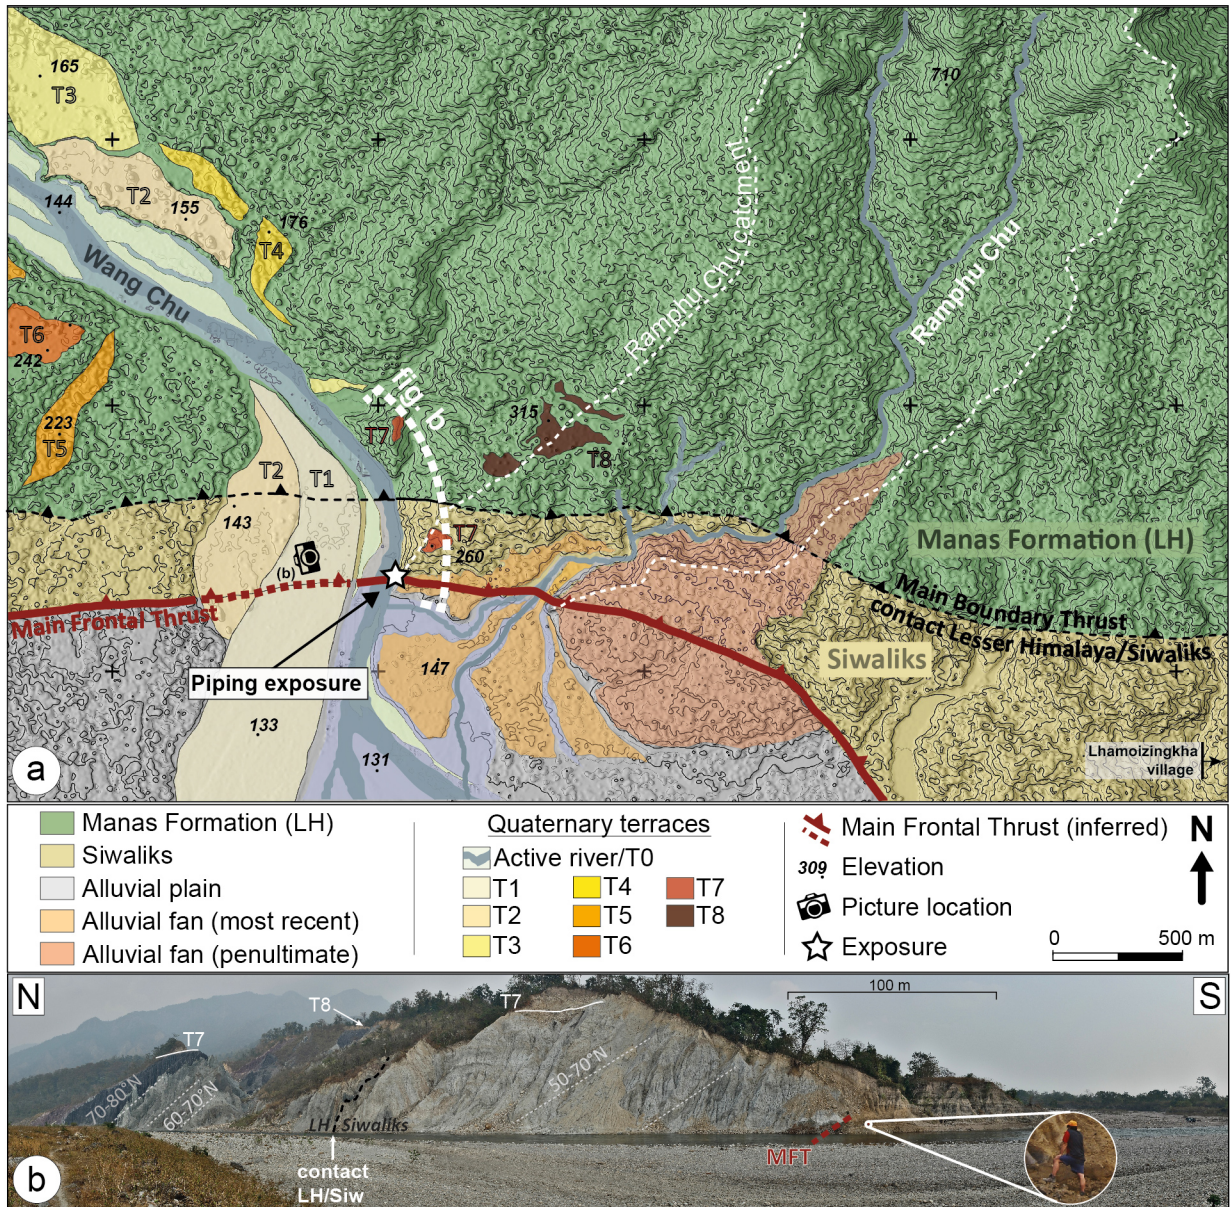 165
T3
710
T2
155
144
176
T4
Wang Chu
Ramphu Chu catcment
Ramphu Chu
T6
242
223
T5
fig. b
315
T7
T8
T2
T1
143
T7
260
(b)
Manas Formation (LH)
Main Boundary Thrust
contact Lesser Himalaya/Siwaliks
Main Frontal Thrust
Siwaliks
147
Piping exposure
133
131
a
Lhamoizingkha
village
Manas Formation (LH)
Siwaliks
Alluvial plain
Alluvial fan (most recent)
Alluvial fan (penultimate)
Quaternary terraces
Active river/T0
T1
T2
T3
T4
T5
T6
T7
T8
Main Frontal Thrust (inferred)
309 Elevation
Picture location
Exposure
N
0 500 m
N
S
100 m
T8
T7
T7
70-80°N
60-70°N
50-70°N
LH Siwaliks
MFT
contact
LH/Siw
b